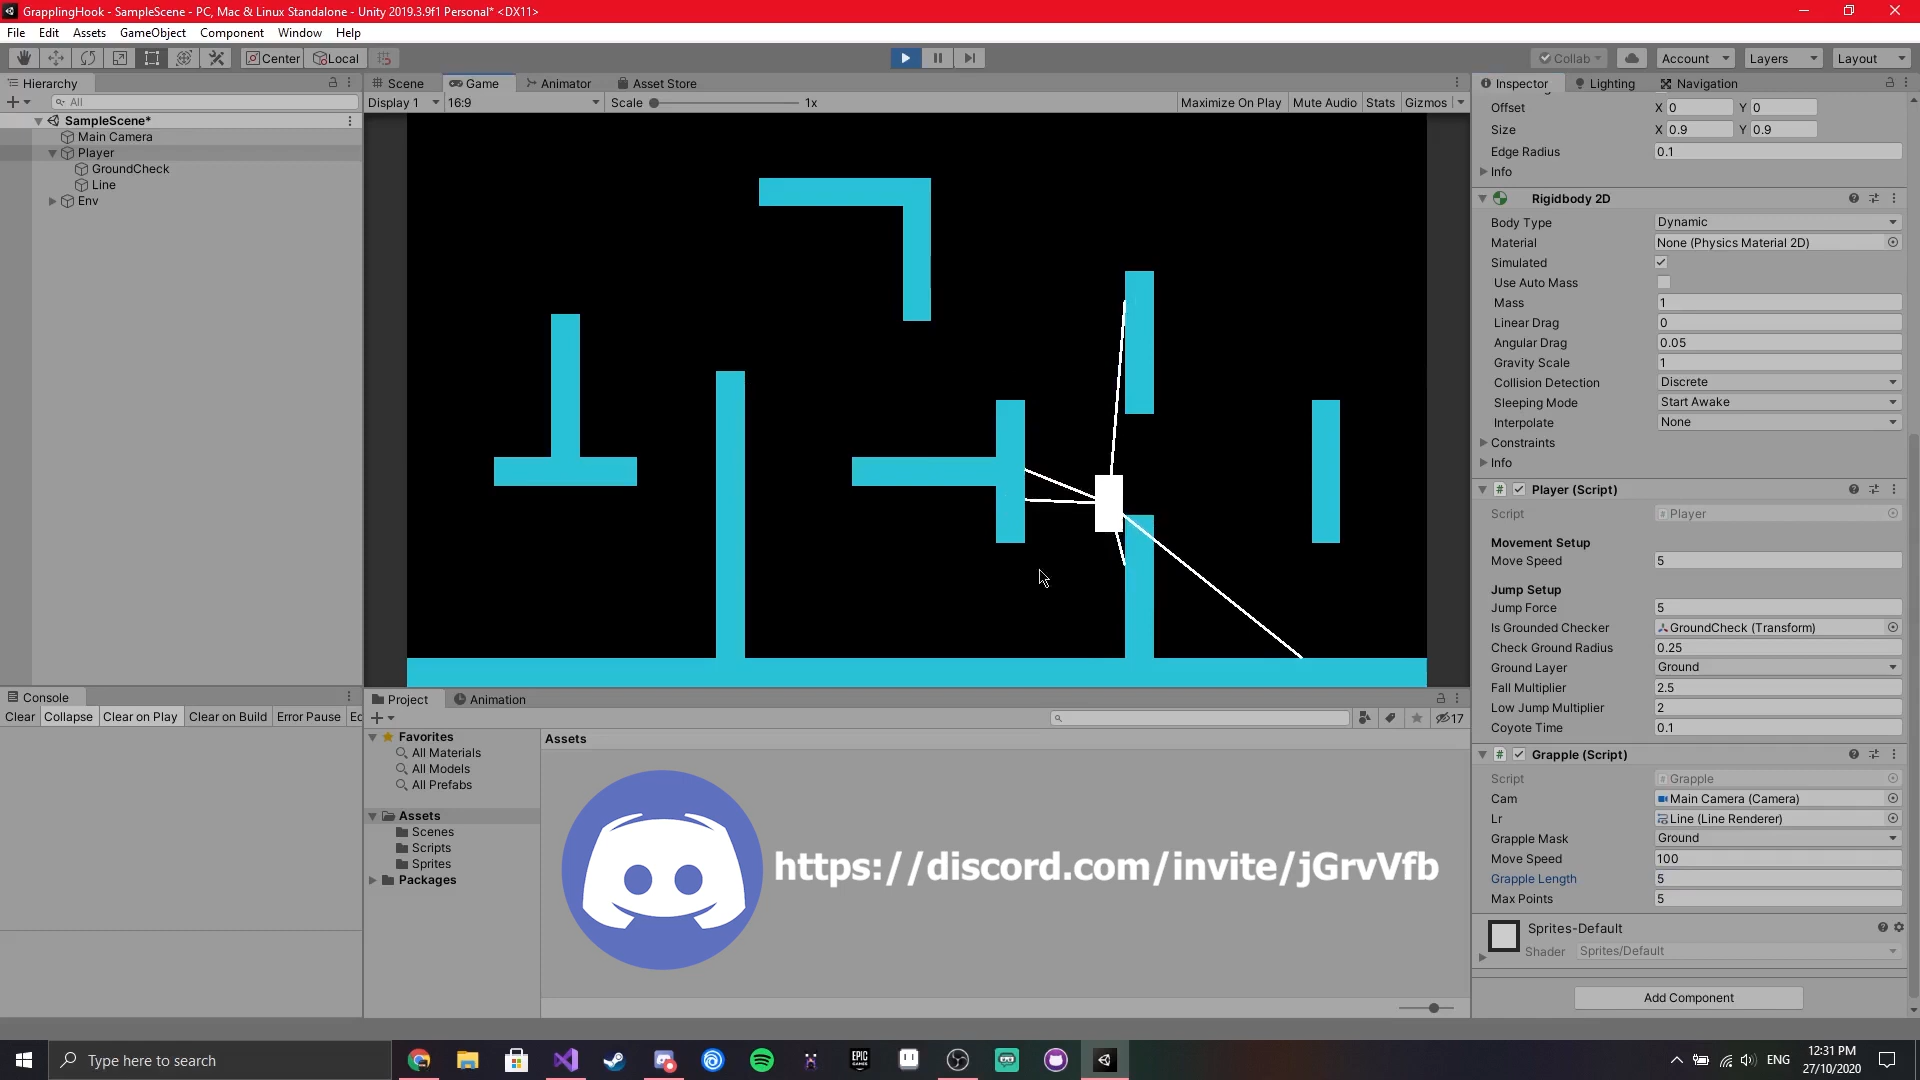 GrapplingHook - SampleScene - PC, Mac & Linux Standalone - Unity 2019.3.9f1 Personal* <DX11>
File Edit Assets GameObject Component Window Help
Center Local Collab Account Layers Layout
Hierarchy
All
SampleScene*
Main Camera
Player
GroundCheck
Line
Env
Scene Game Animator Asset Store
Display 1 16:9 Scale 1x Maximize On Play Mute Audio Stats Gizmos
Inspector Lighting Navigation
Offset X 0 Y 0
Size X 0.9 Y 0.9
Edge Radius 0.1
Info
Rigidbody 2D
Body Type Dynamic
Material None (Physics Material 2D)
Simulated
Use Auto Mass
Mass 1
Linear Drag 0
Angular Drag 0.05
Gravity Scale 1
Collision Detection Discrete
Sleeping Mode Start Awake
Interpolate None
Constraints
Info
Player (Script)
Script Player
Movement Setup
Move Speed 5
Jump Setup
Jump Force 5
Is Grounded Checker GroundCheck (Transform)
Check Ground Radius 0.25
Ground Layer Ground
Fall Multiplier 2.5
Low Jump Multiplier 2
Coyote Time 0.1
Grapple (Script)
Script Grapple
Cam Main Camera (Camera)
Lr Line (Line Renderer)
Grapple Mask Ground
Move Speed 100
Grapple Length 5
Max Points 5
Sprites-Default
Shader Sprites/Default
Add Component
Console
Clear Collapse Clear on Play Clear on Build Error Pause
Project Animation
17
Favorites
All Materials
All Models
All Prefabs
Assets
Scenes
Scripts
Sprites
Packages
Assets
https://discord.com/invite/jGrvVfb
Type here to search
EPIC GAMES
ENG
12:31 PM
27/10/2020